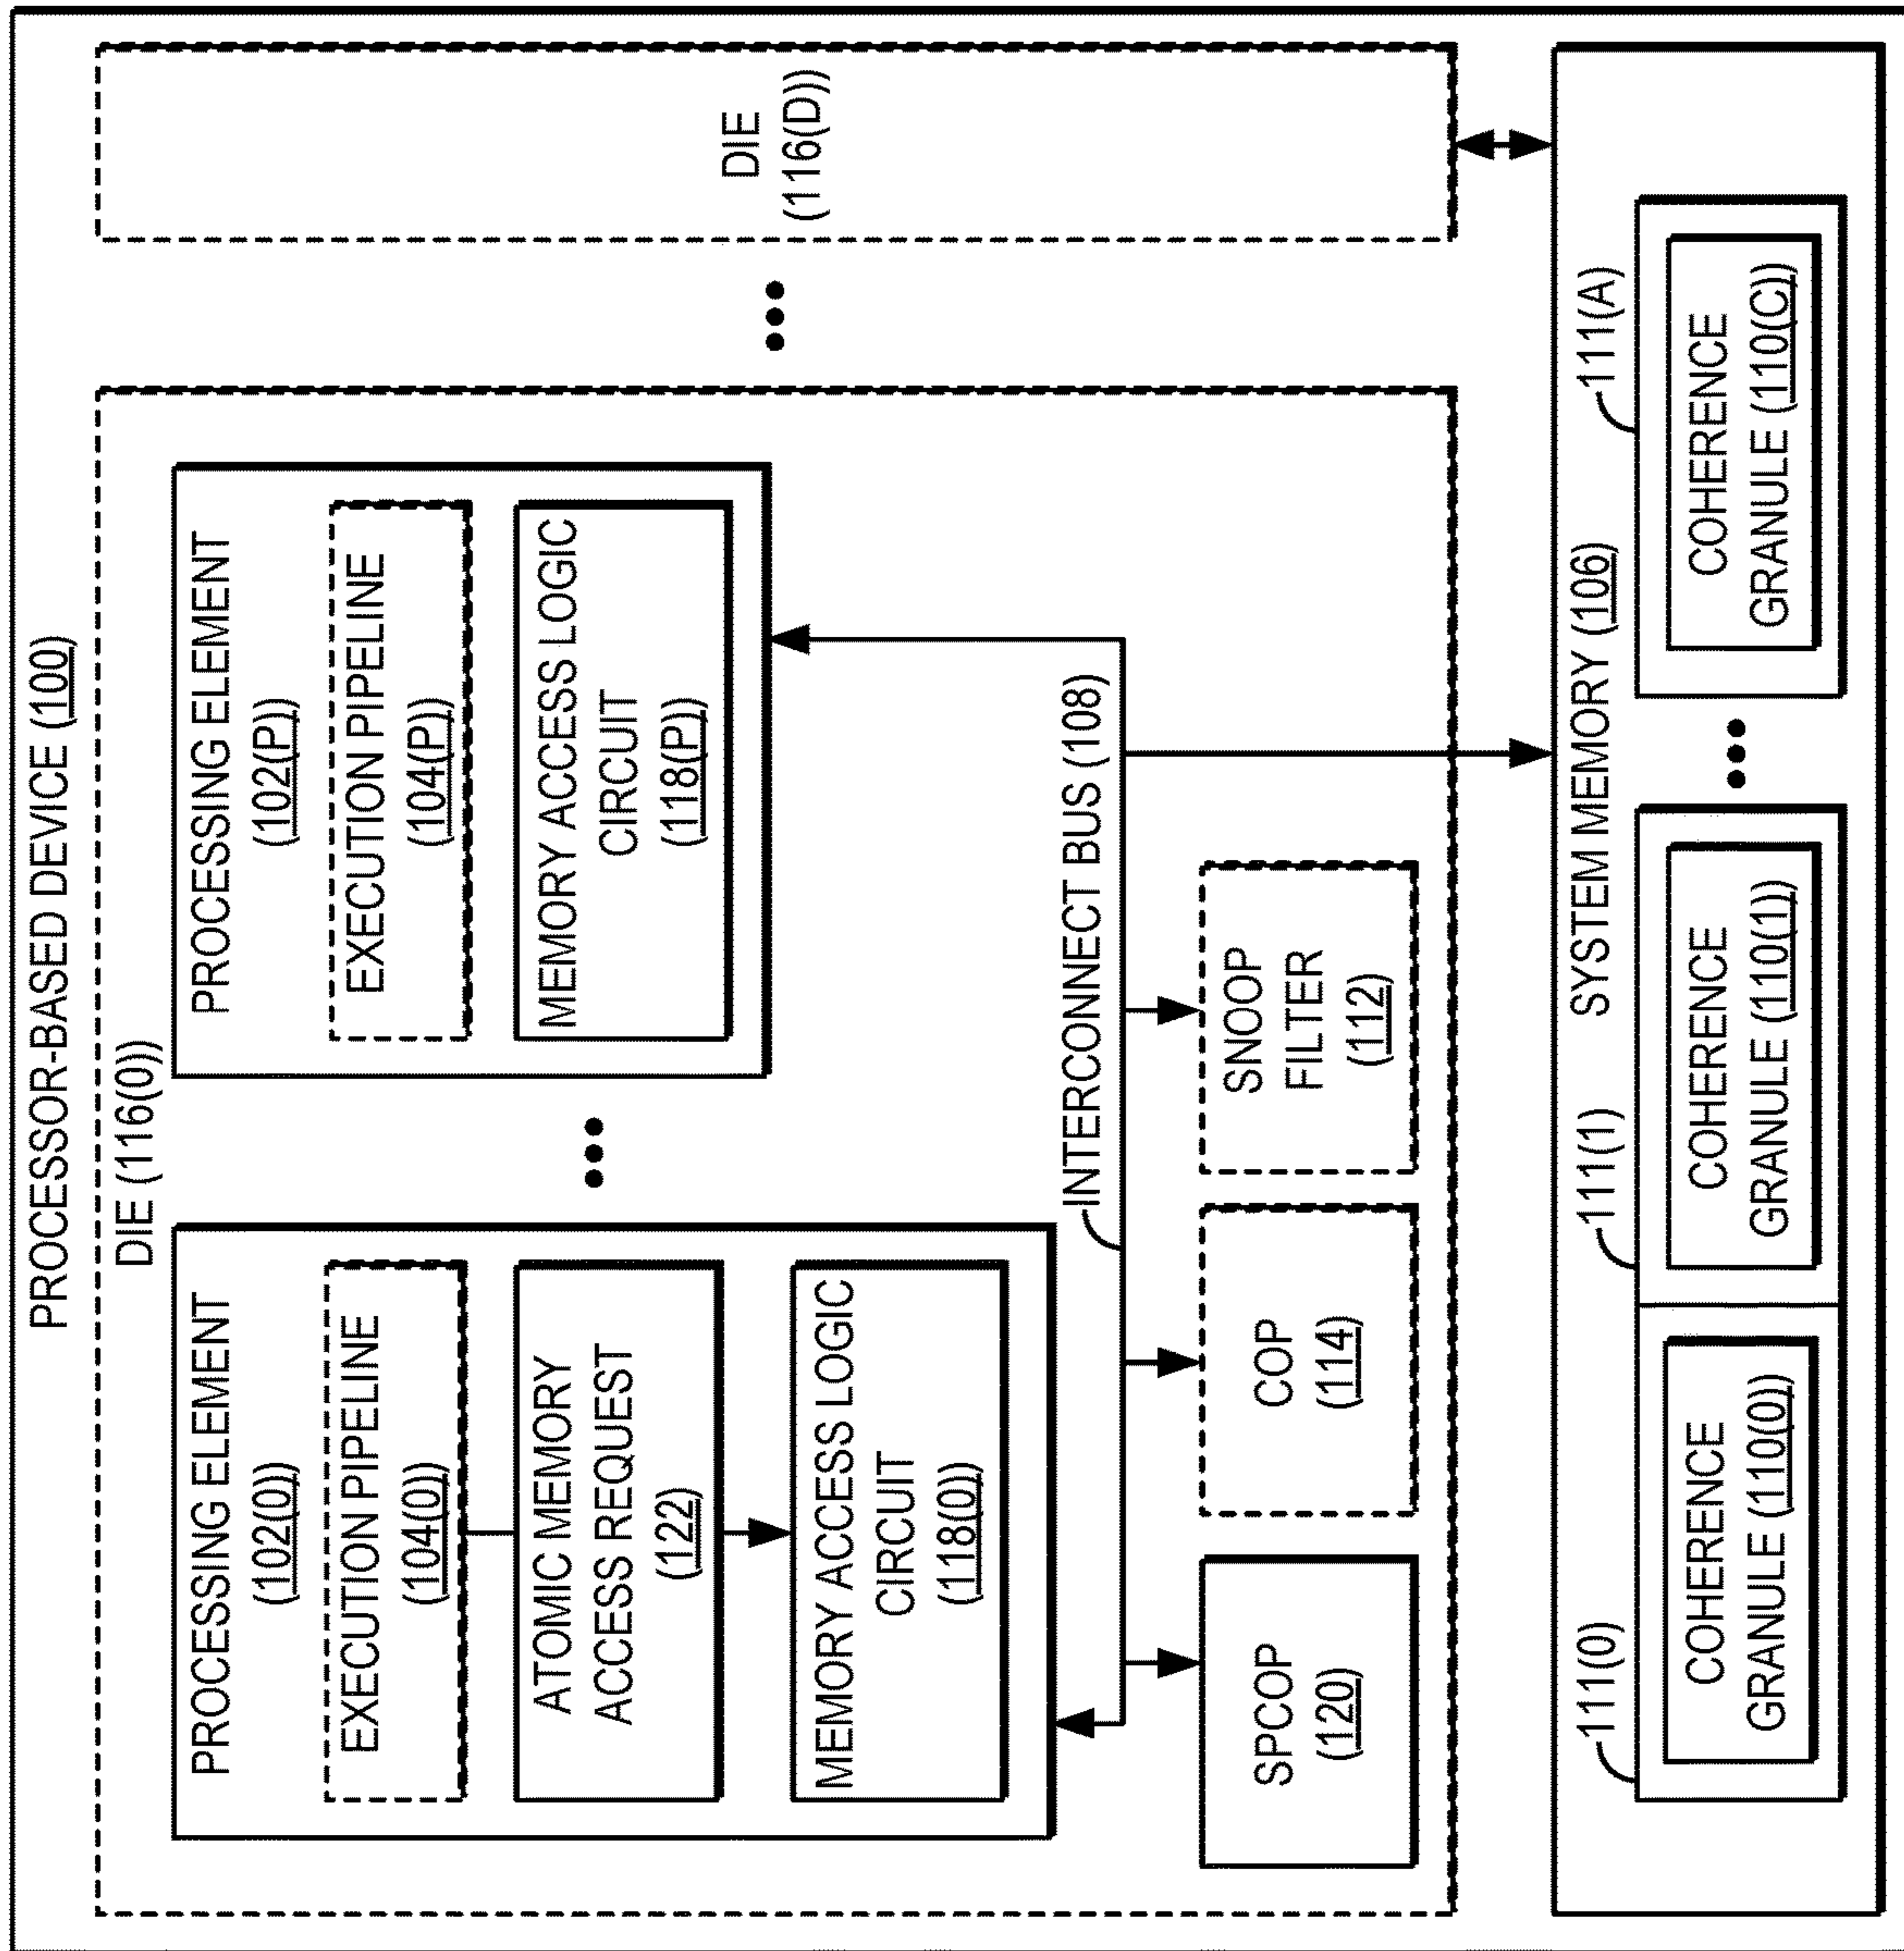 PROCESSOR-BASED DEVICE (100)
DIE (116(0))
PROCESSING ELEMENT
(102(0))
EXECUTION PIPELINE
(104(0))
ATOMIC MEMORY
ACCESS REQUEST
(122)
MEMORY ACCESS LOGIC
CIRCUIT
(118(0))
PROCESSING ELEMENT
(102(P))
EXECUTION PIPELINE
(104(P))
MEMORY ACCESS LOGIC
CIRCUIT
(118(P))
INTERCONNECT BUS (108)
SPCOP
(120)
COP
(114)
SNOOP
FILTER
(112)
DIE
(116(D))
SYSTEM MEMORY (106)
111(0)
111(1)
111(A)
COHERENCE
GRANULE (110(0))
COHERENCE
GRANULE (110(1))
COHERENCE
GRANULE (110(C))